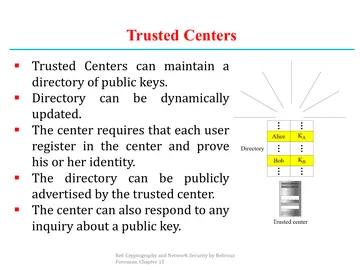 Trusted Centers
▪ Trusted Centers can maintain a
directory of public keys.
▪ Directory can be dynamically
updated.
▪ The center requires that each user
register in the center and prove
his or her identity.
▪ The directory can be publicly
advertised by the trusted center.
▪ The center can also respond to any
inquiry about a public key.
Alice K_A
Directory
Bob K_B
Trusted center
Ref: Cryptography and Network Security by Behrouz
Forouzan, Chapter 15